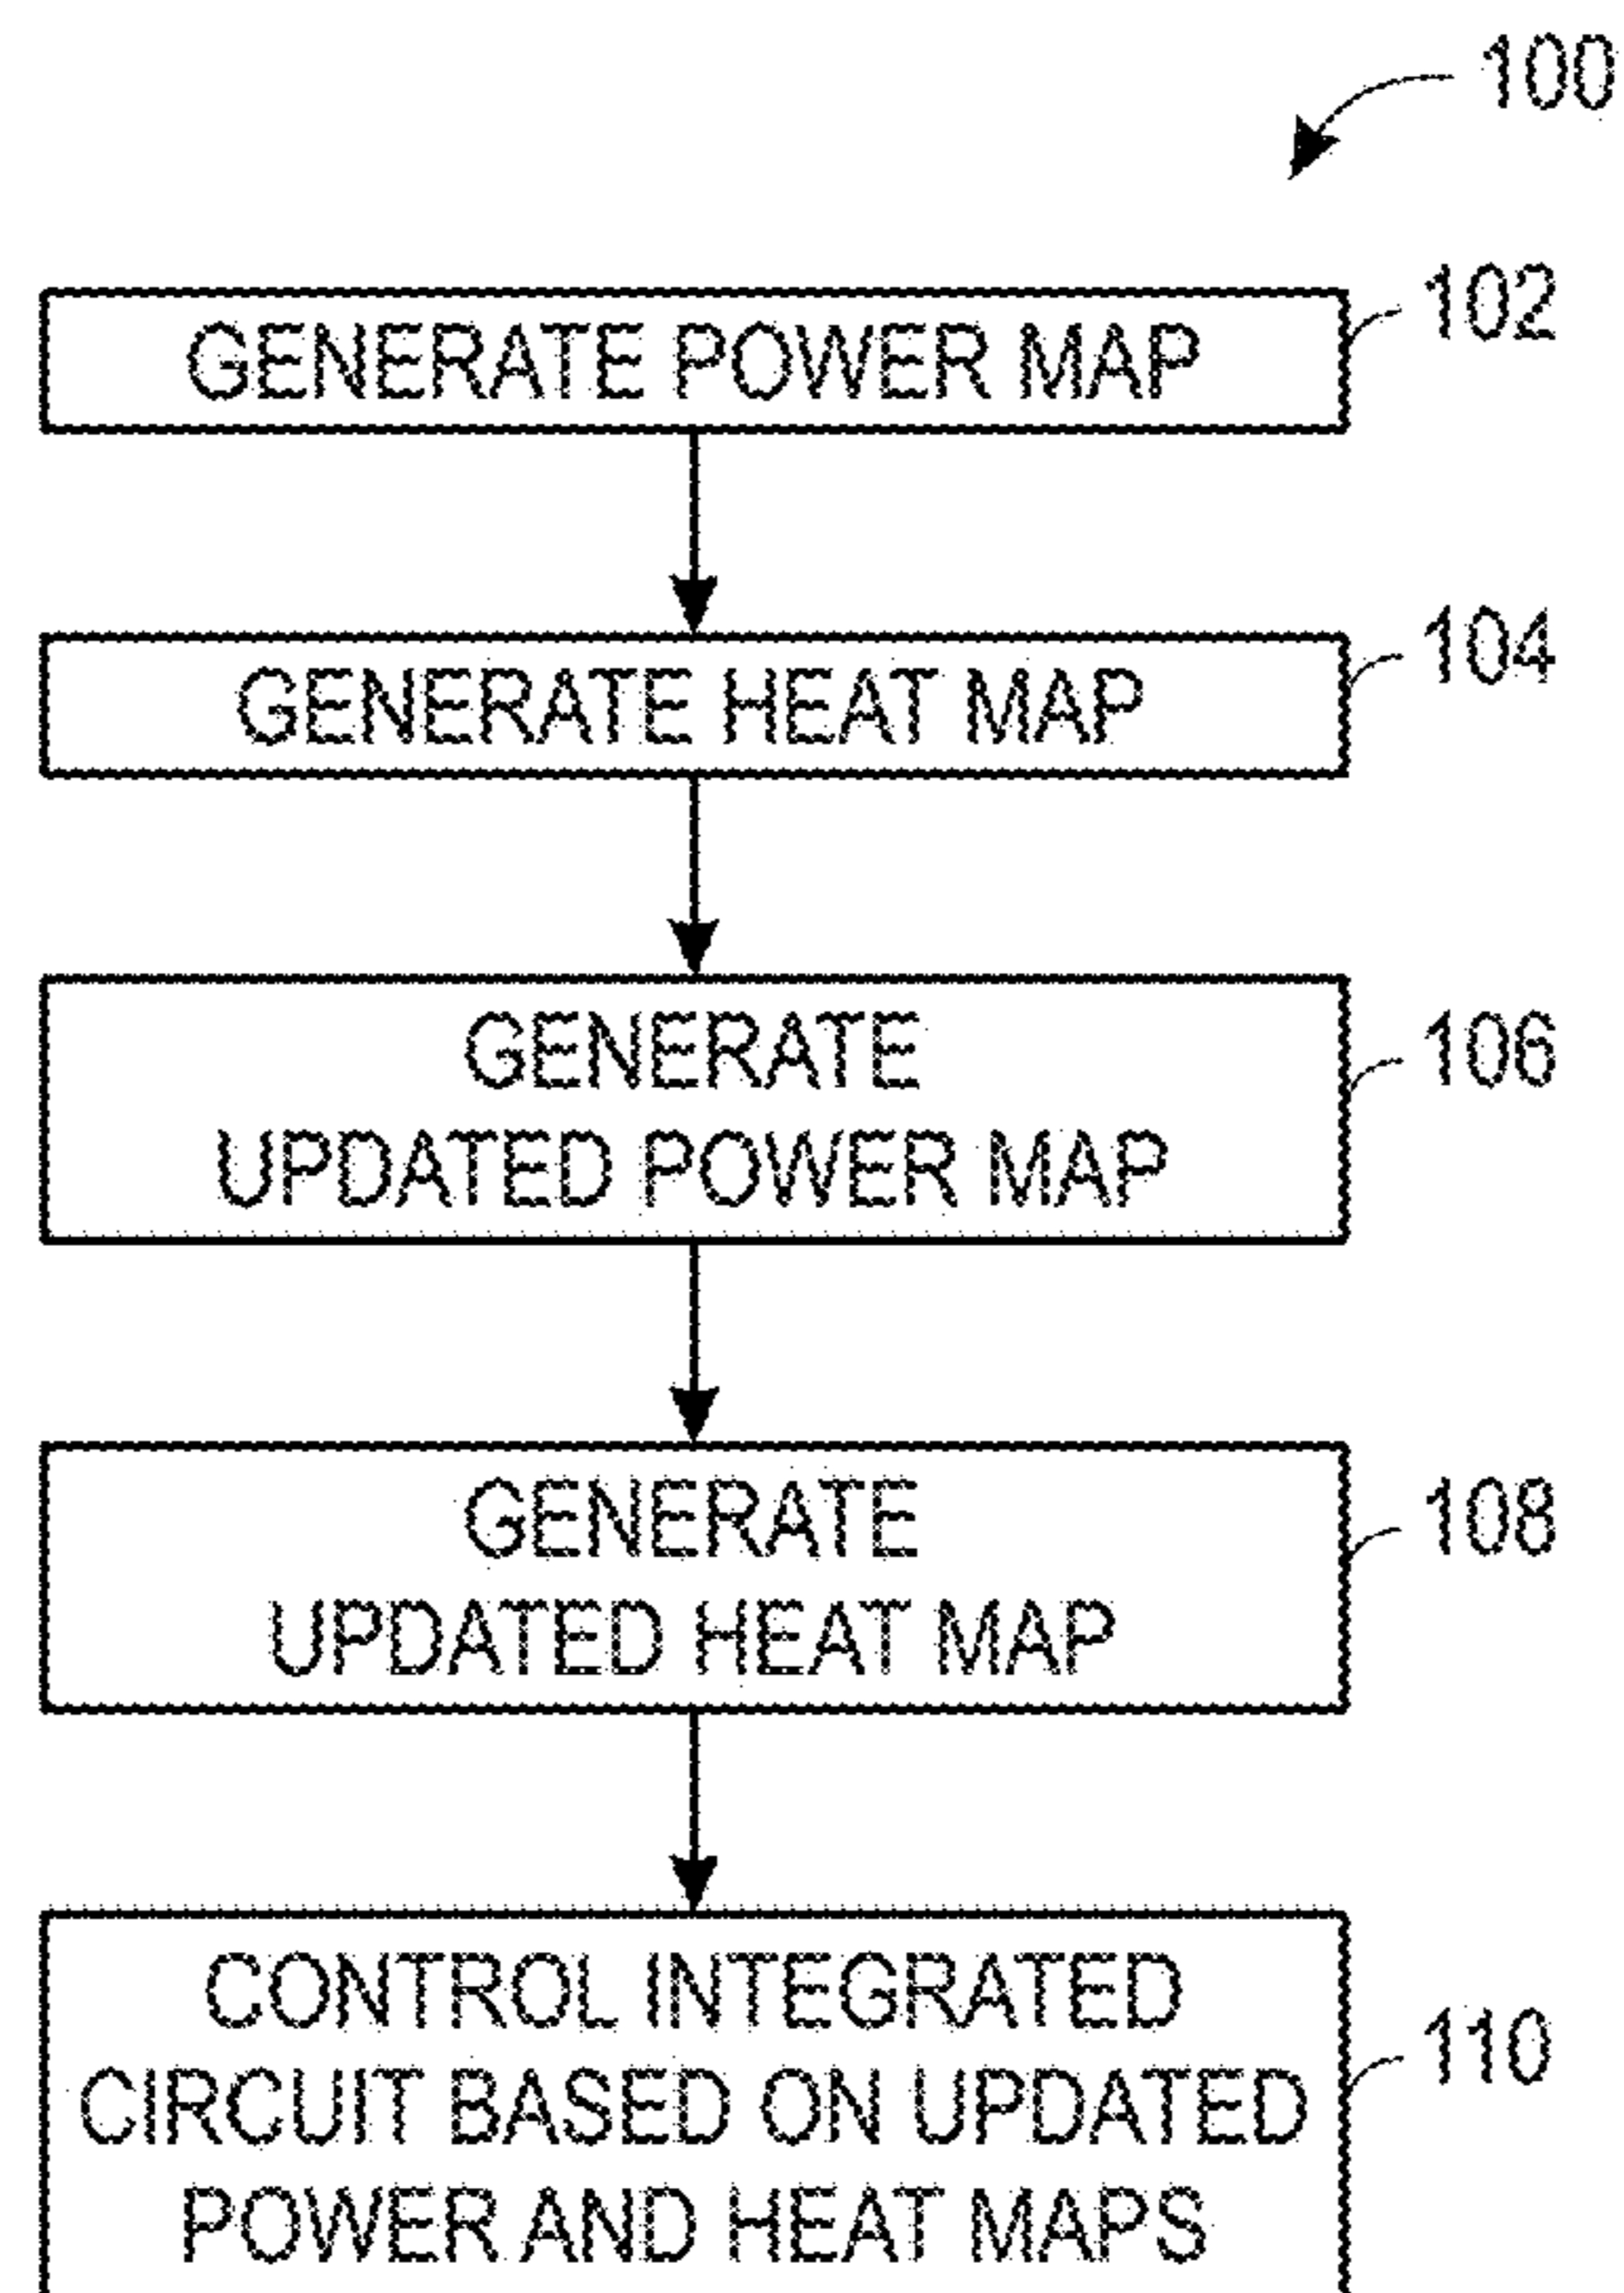 100
GENERATE POWER MAP
102
GENERATE HEAT MAP
104
GENERATE
UPDATED POWER MAP
106
GENERATE
UPDATED HEAT MAP
108
CONTROL INTEGRATED
CIRCUIT BASED ON UPDATED
POWER AND HEAT MAPS
110